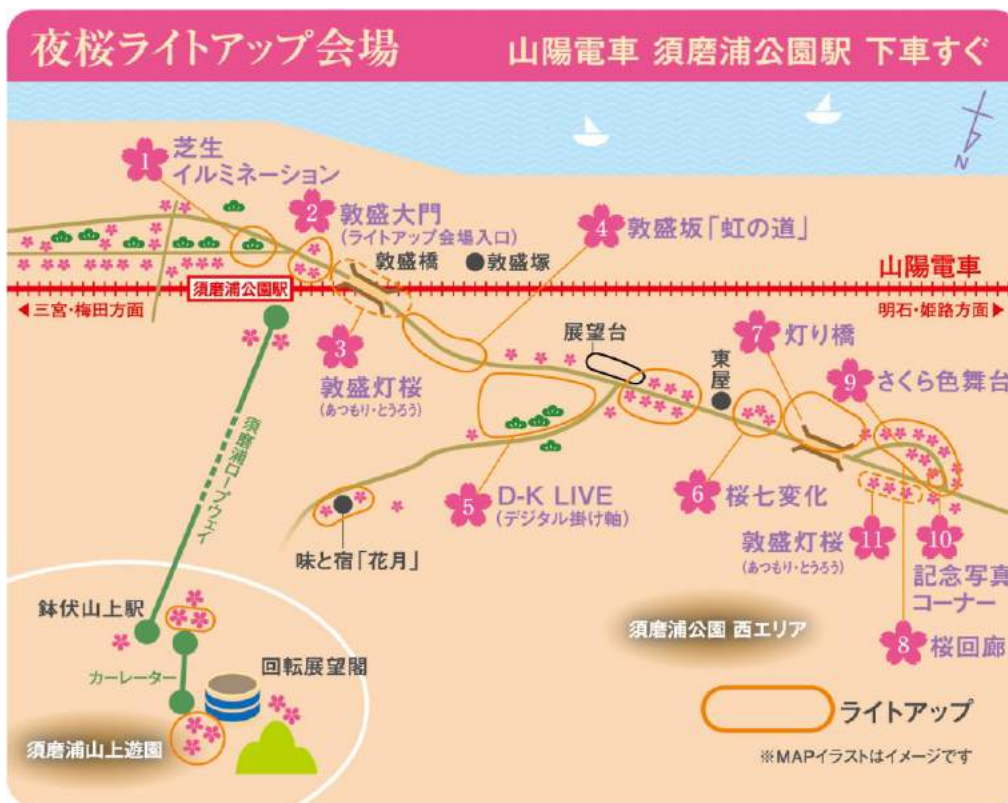 夜桜ライトアップ会場
山陽電車 須磨浦公園駅 下車すぐ
N
1
芝生
イルミネーション
2
敦盛大門
(ライトアップ会場入口)
敦盛橋
敦盛塚
4
敦盛坂「虹の道」
山陽電車
須磨浦公園駅
◀三宮・梅田方面
明石・姫路方面▶
3
敦盛灯桜
(あつもり・とうろう)
展望台
東屋
7
灯り橋
9
さくら色舞台
須磨浦ロープウェイ
5
D-K LIVE
(デジタル掛け軸)
6
桜七変化
味と宿「花月」
敦盛灯桜
(あつもり・とうろう)
11
10
記念写真
コーナー
8
桜回廊
鉢伏山上駅
カーレーター
回転展望閣
須磨浦山上遊園
須磨浦公園 西エリア
ライトアップ
※MAPイラストはイメージです